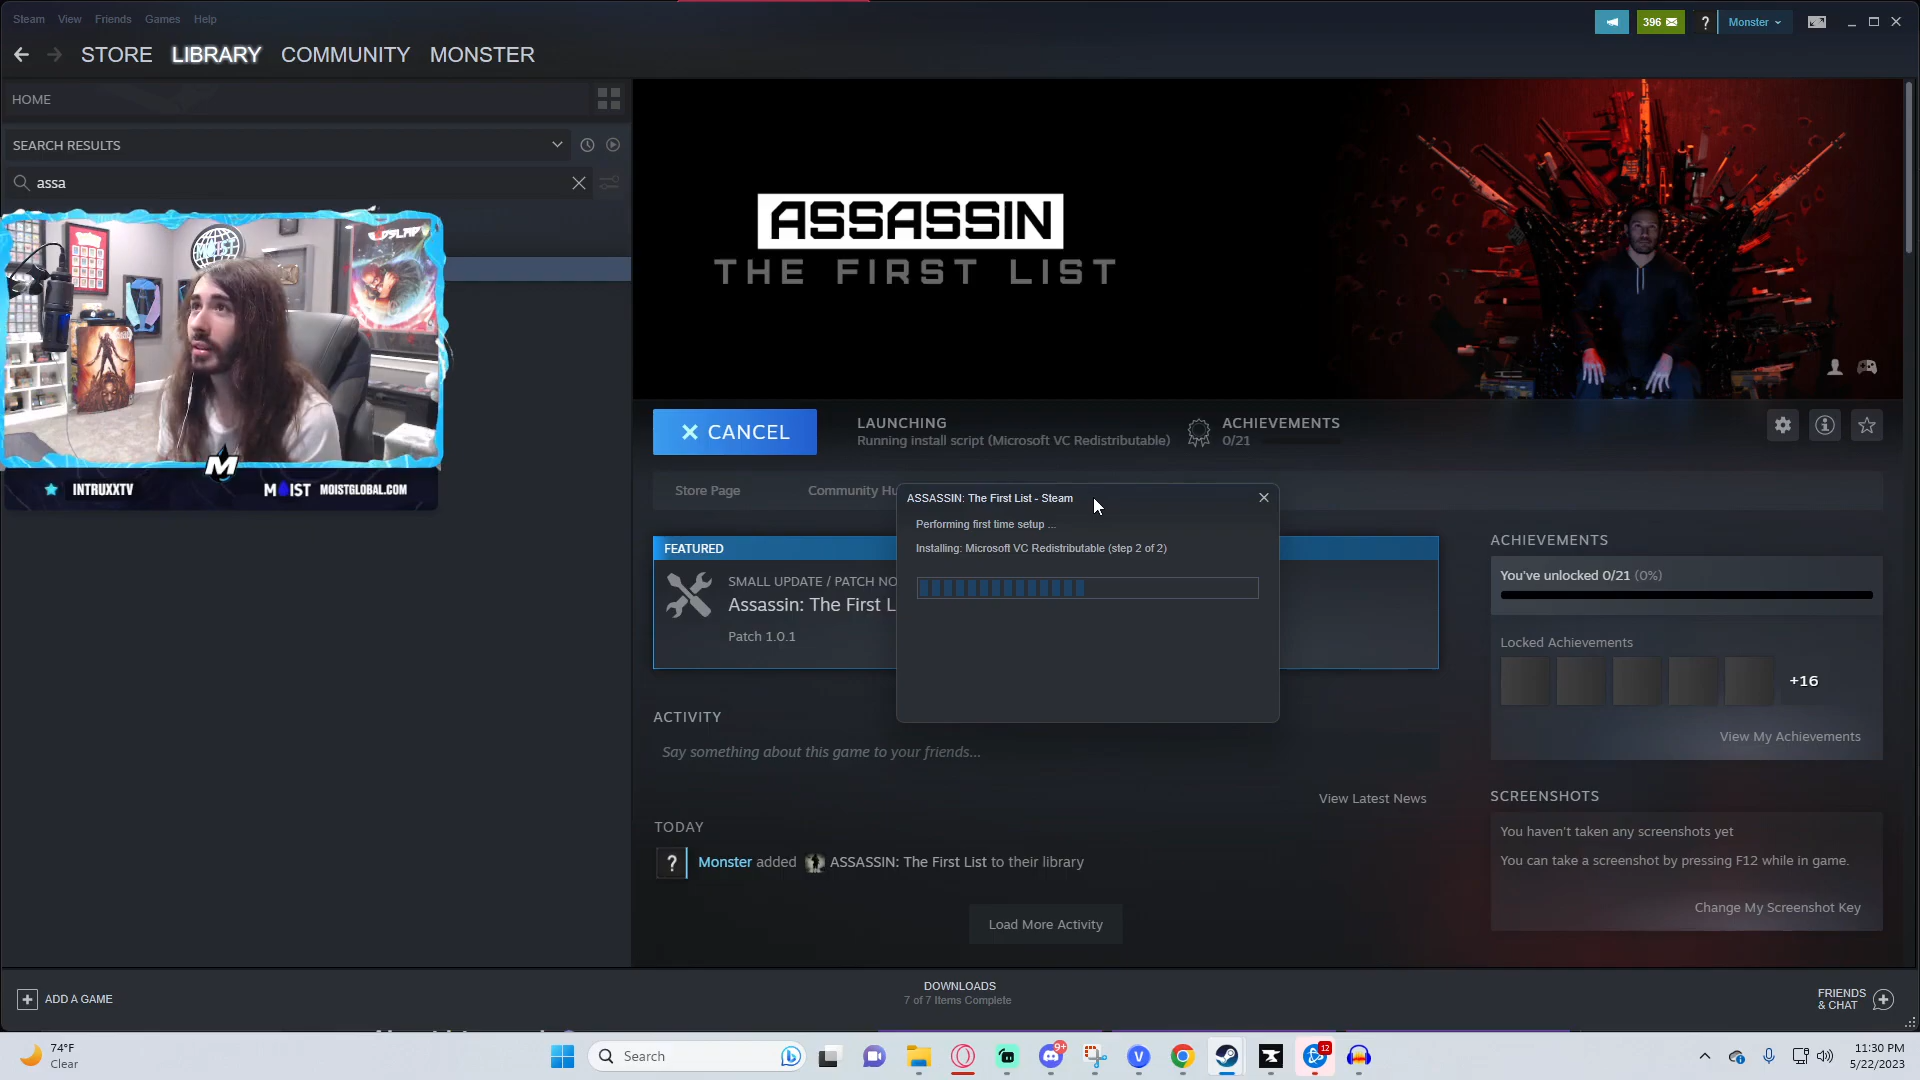 Steam View Friends Games Help
396
?
Monster
STORE LIBRARY COMMUNITY MONSTER
HOME
SEARCH RESULTS
assa
ASSASSIN
THE FIRST LIST
INTRUXXTV
M
MOIST MOISTGLOBAL.COM
CANCEL
LAUNCHING
Running install script (Microsoft VC Redistributable)
ACHIEVEMENTS
0/21
Store Page
Community Hu
ASSASSIN: The First List - Steam
Performing first time setup ...
Installing: Microsoft VC Redistributable (step 2 of 2)
FEATURED
SMALL UPDATE / PATCH NO
Assassin: The First L
Patch 1.0.1
ACHIEVEMENTS
You've unlocked 0/21 (0%)
Locked Achievements
+16
View My Achievements
ACTIVITY
Say something about this game to your friends...
View Latest News
TODAY
? Monster added ASSASSIN: The First List to their library
Load More Activity
SCREENSHOTS
You haven't taken any screenshots yet
You can take a screenshot by pressing F12 while in game.
Change My Screenshot Key
ADD A GAME
DOWNLOADS
7 of 7 Items Complete
FRIENDS
& CHAT
74°F
Clear
Search
9+
12
11:30 PM
5/22/2023